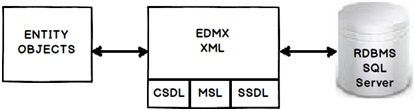 ENTITY
OBJECTS
EDMX
XML
CSDL
MSL
SSDL
RDBMS
SQL
Server